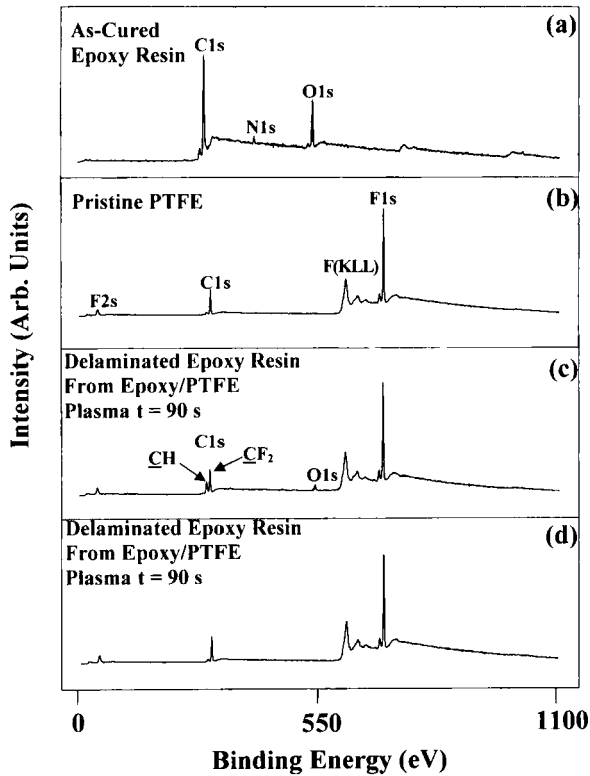 As-Cured
Epoxy Resin
(a)
C1s
N1s
O1s
Pristine PTFE
(b)
F2s
C1s
F(KLL)
F1s
Delaminated Epoxy Resin
From Epoxy/PTFE
Plasma t = 90 s
(c)
C1s
CH
CF₂
O1s
Delaminated Epoxy Resin
From Epoxy/PTFE
Plasma t = 90 s
(d)
Intensity (Arb. Units)
0 550 1100
Binding Energy (eV)